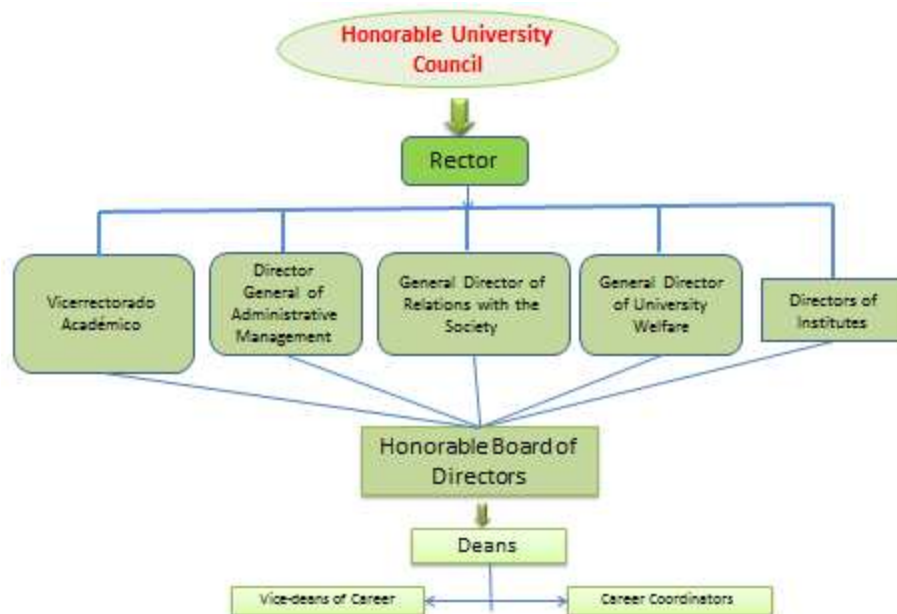 Honorable University
Council
Rector
Vicerrectorado
Académico
Director
General of
Administrative
Management
General Director of
Relations with the
Society
General Director
of University
Welfare
Directors of
Institutes
Honorable Board of
Directors
Deans
Vice-deans of Career
Career Coordinators